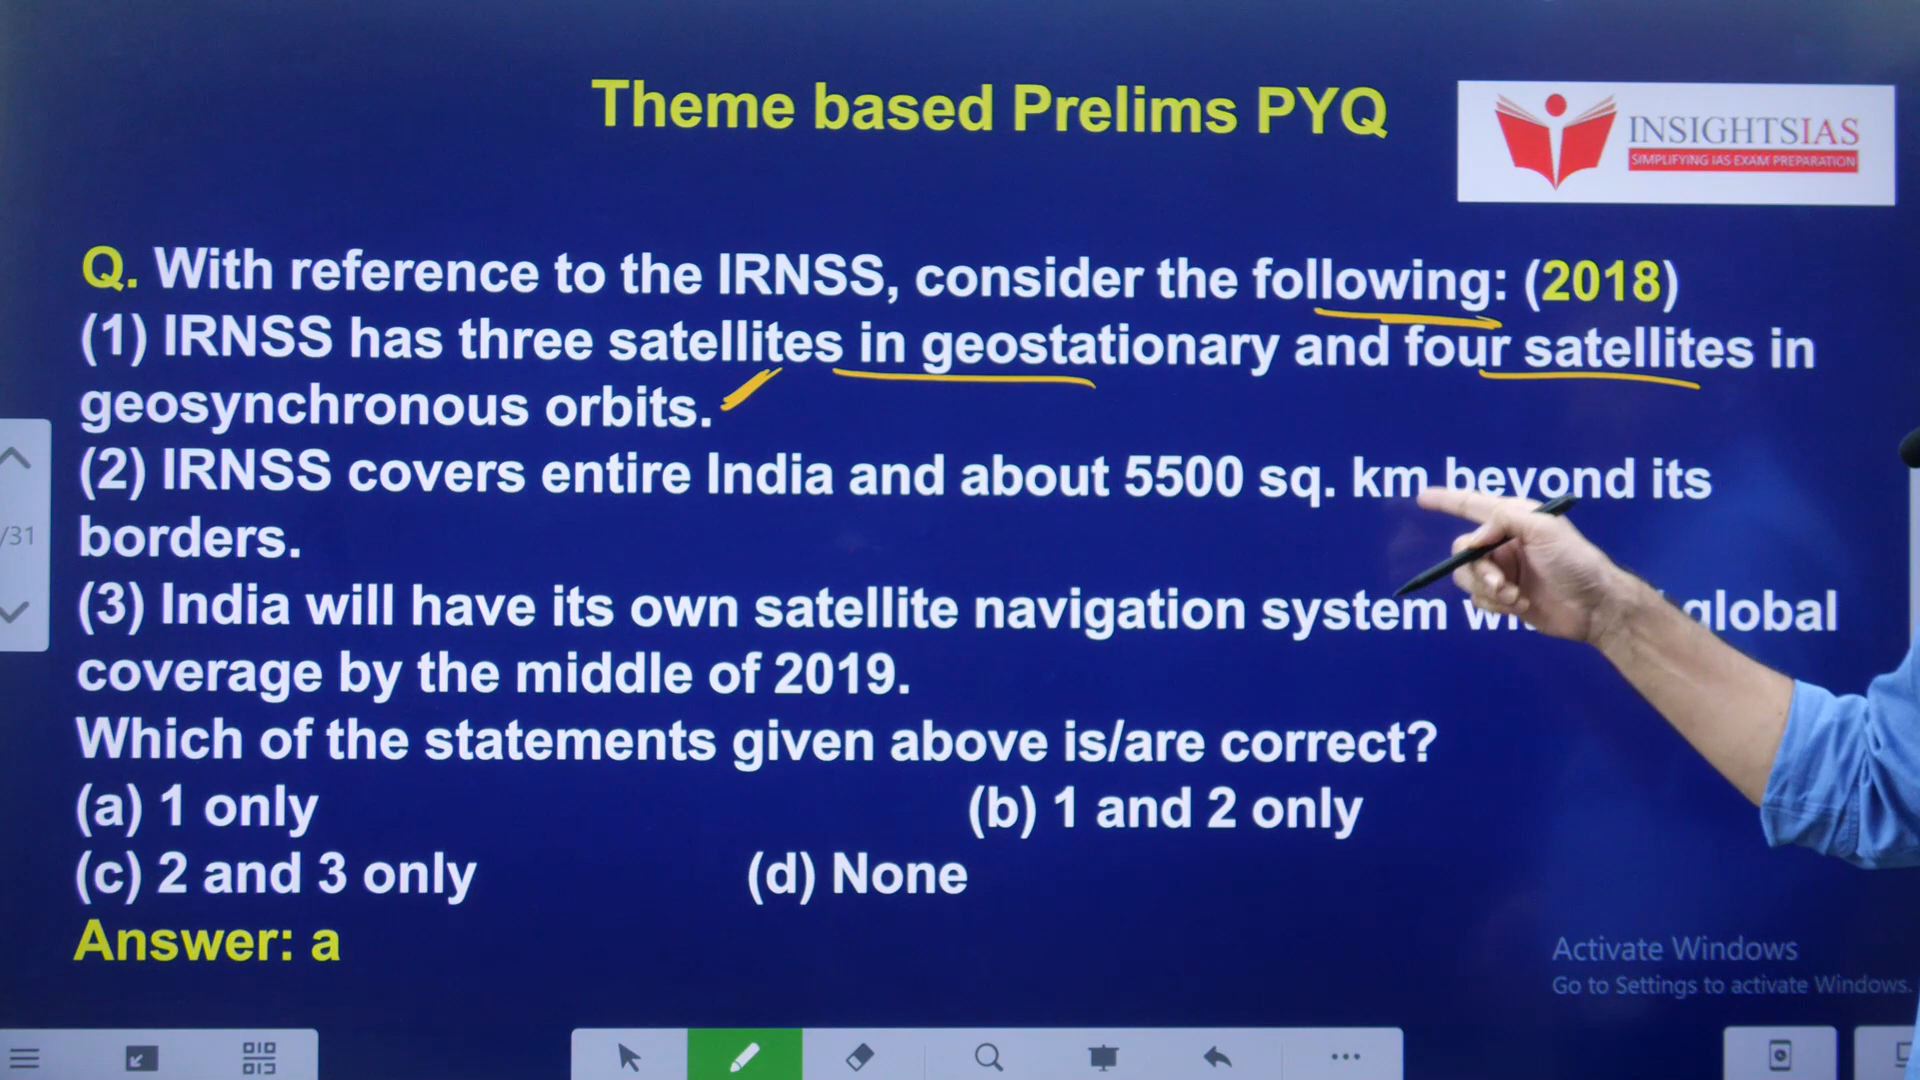 Theme based Prelims PYQ
INSIGHTSIAS
SIMPLIFYING IAS EXAM PREPARATION
Q. With reference to the IRNSS, consider the following: (2018)
(1) IRNSS has three satellites in geostationary and four satellites in
geosynchronous orbits.
(2) IRNSS covers entire India and about 5500 sq. km beyond its
borders.
(3) India will have its own satellite navigation system global
coverage by the middle of 2019.
Which of the statements given above is/are correct?
(a) 1 only (b) 1 and 2 only
(c) 2 and 3 only (d) None
Answer: a
/31
Activate Windows
Go to Settings to activate Windows.